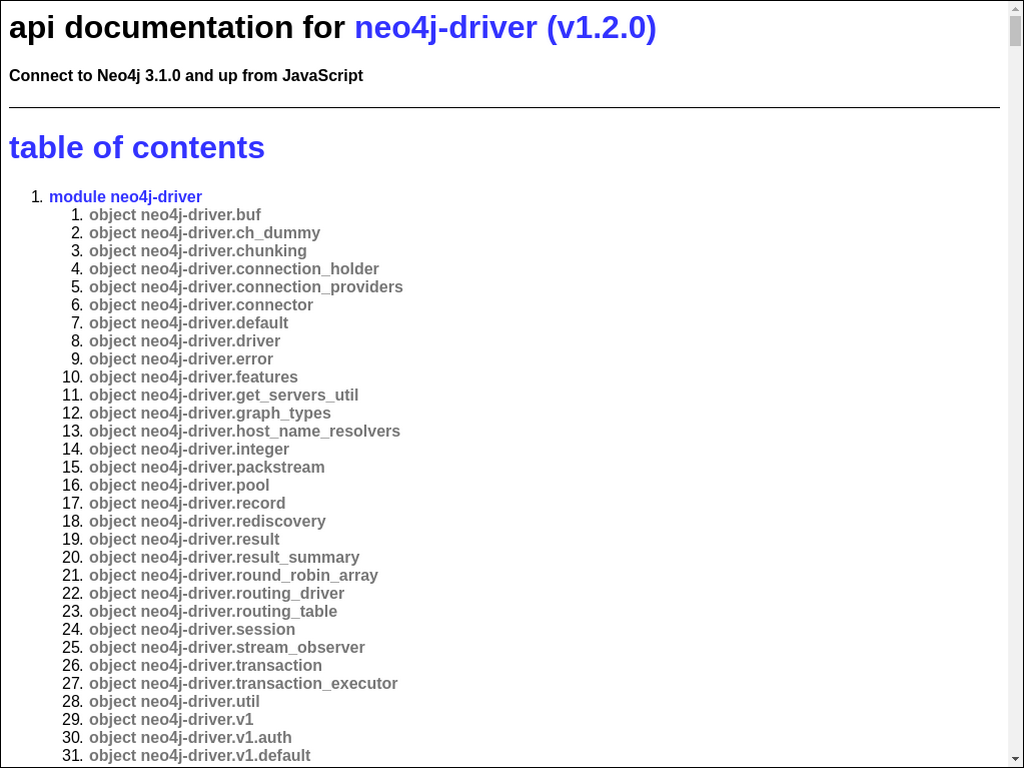 api documentation for neo4j-driver (v1.2.0)
Connect to Neo4j 3.1.0 and up from JavaScript
table of contents
1. module neo4j-driver
1. object neo4j-driver.buf
2. object neo4j-driver.ch_dummy
3. object neo4j-driver.chunking
4. object neo4j-driver.connection_holder
5. object neo4j-driver.connection_providers
6. object neo4j-driver.connector
7. object neo4j-driver.default
8. object neo4j-driver.driver
9. object neo4j-driver.error
10. object neo4j-driver.features
11. object neo4j-driver.get_servers_util
12. object neo4j-driver.graph_types
13. object neo4j-driver.host_name_resolvers
14. object neo4j-driver.integer
15. object neo4j-driver.packstream
16. object neo4j-driver.pool
17. object neo4j-driver.record
18. object neo4j-driver.rediscovery
19. object neo4j-driver.result
20. object neo4j-driver.result_summary
21. object neo4j-driver.round_robin_array
22. object neo4j-driver.routing_driver
23. object neo4j-driver.routing_table
24. object neo4j-driver.session
25. object neo4j-driver.stream_observer
26. object neo4j-driver.transaction
27. object neo4j-driver.transaction_executor
28. object neo4j-driver.util
29. object neo4j-driver.v1
30. object neo4j-driver.v1.auth
31. object neo4j-driver.v1.default